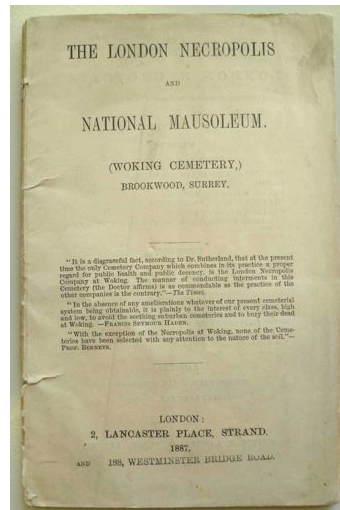 THE LONDON NECROPOLIS
AND
NATIONAL MAUSOLEUM.
(WOKING CEMETERY,)
BROOKWOOD, SURREY.
"It is a disgraceful fact, according to Dr. Sutherland, that at the present
time the only Cemetery Company which combines in its practice a proper
regard for public health and public decency, is the London Necropolis
Company at Woking. The manner of conducting interments in this
Cemetery (the Doctor affirms) is as commendable as the practice of the
other companies is the contrary."—The Times.
"In the absence of any ameliorations whatever of our present cemeterial
system being obtainable, it is plainly to the interest of every class, high
and low, to avoid the seething suburban cemeteries and to bury their dead
at Woking. —FRANCIS SEYMOUR HADEN.
"With the exception of the Necropolis at Woking, none of the Ceme-
teries have been selected with any attention to the nature of the soil."—
PROF. BERNEYS.
LONDON:
2, LANCASTER PLACE, STRAND.
1887.
AND 188, WESTMINSTER BRIDGE ROAD.